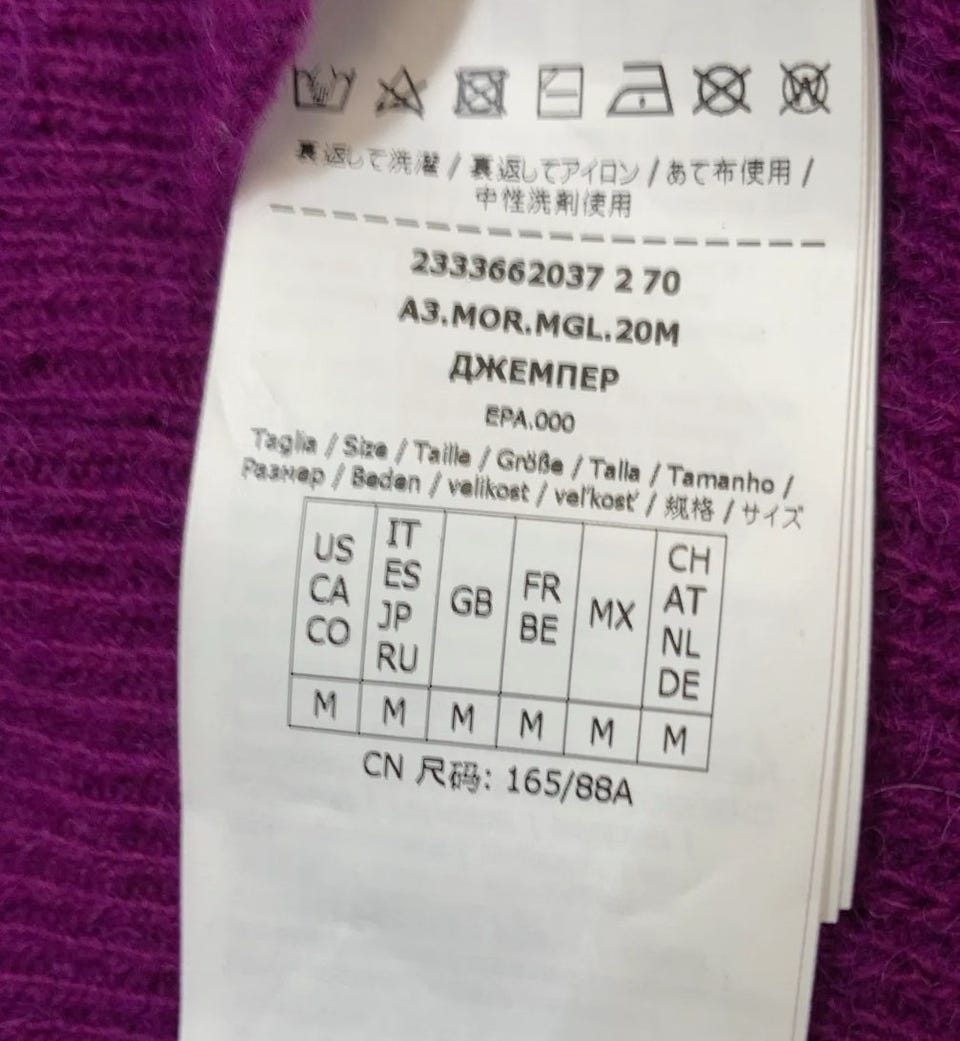 裏返して洗濯 / 裏返してアイロン / あて布使用 /
中性洗剤使用
2333662037 2 70
A3.MOR.MGL.20M
ДЖЕМПЕР
EPA.000
Taglia / Size / Taille / Größe / Talla / Tamanho /
Размер / Beden / velikost / veľkosť / 规格 / サイズ
US CA CO
IT ES JP RU
GB
FR BE
MX
CH AT NL DE
M M M M M M
CN 尺码: 165/88A